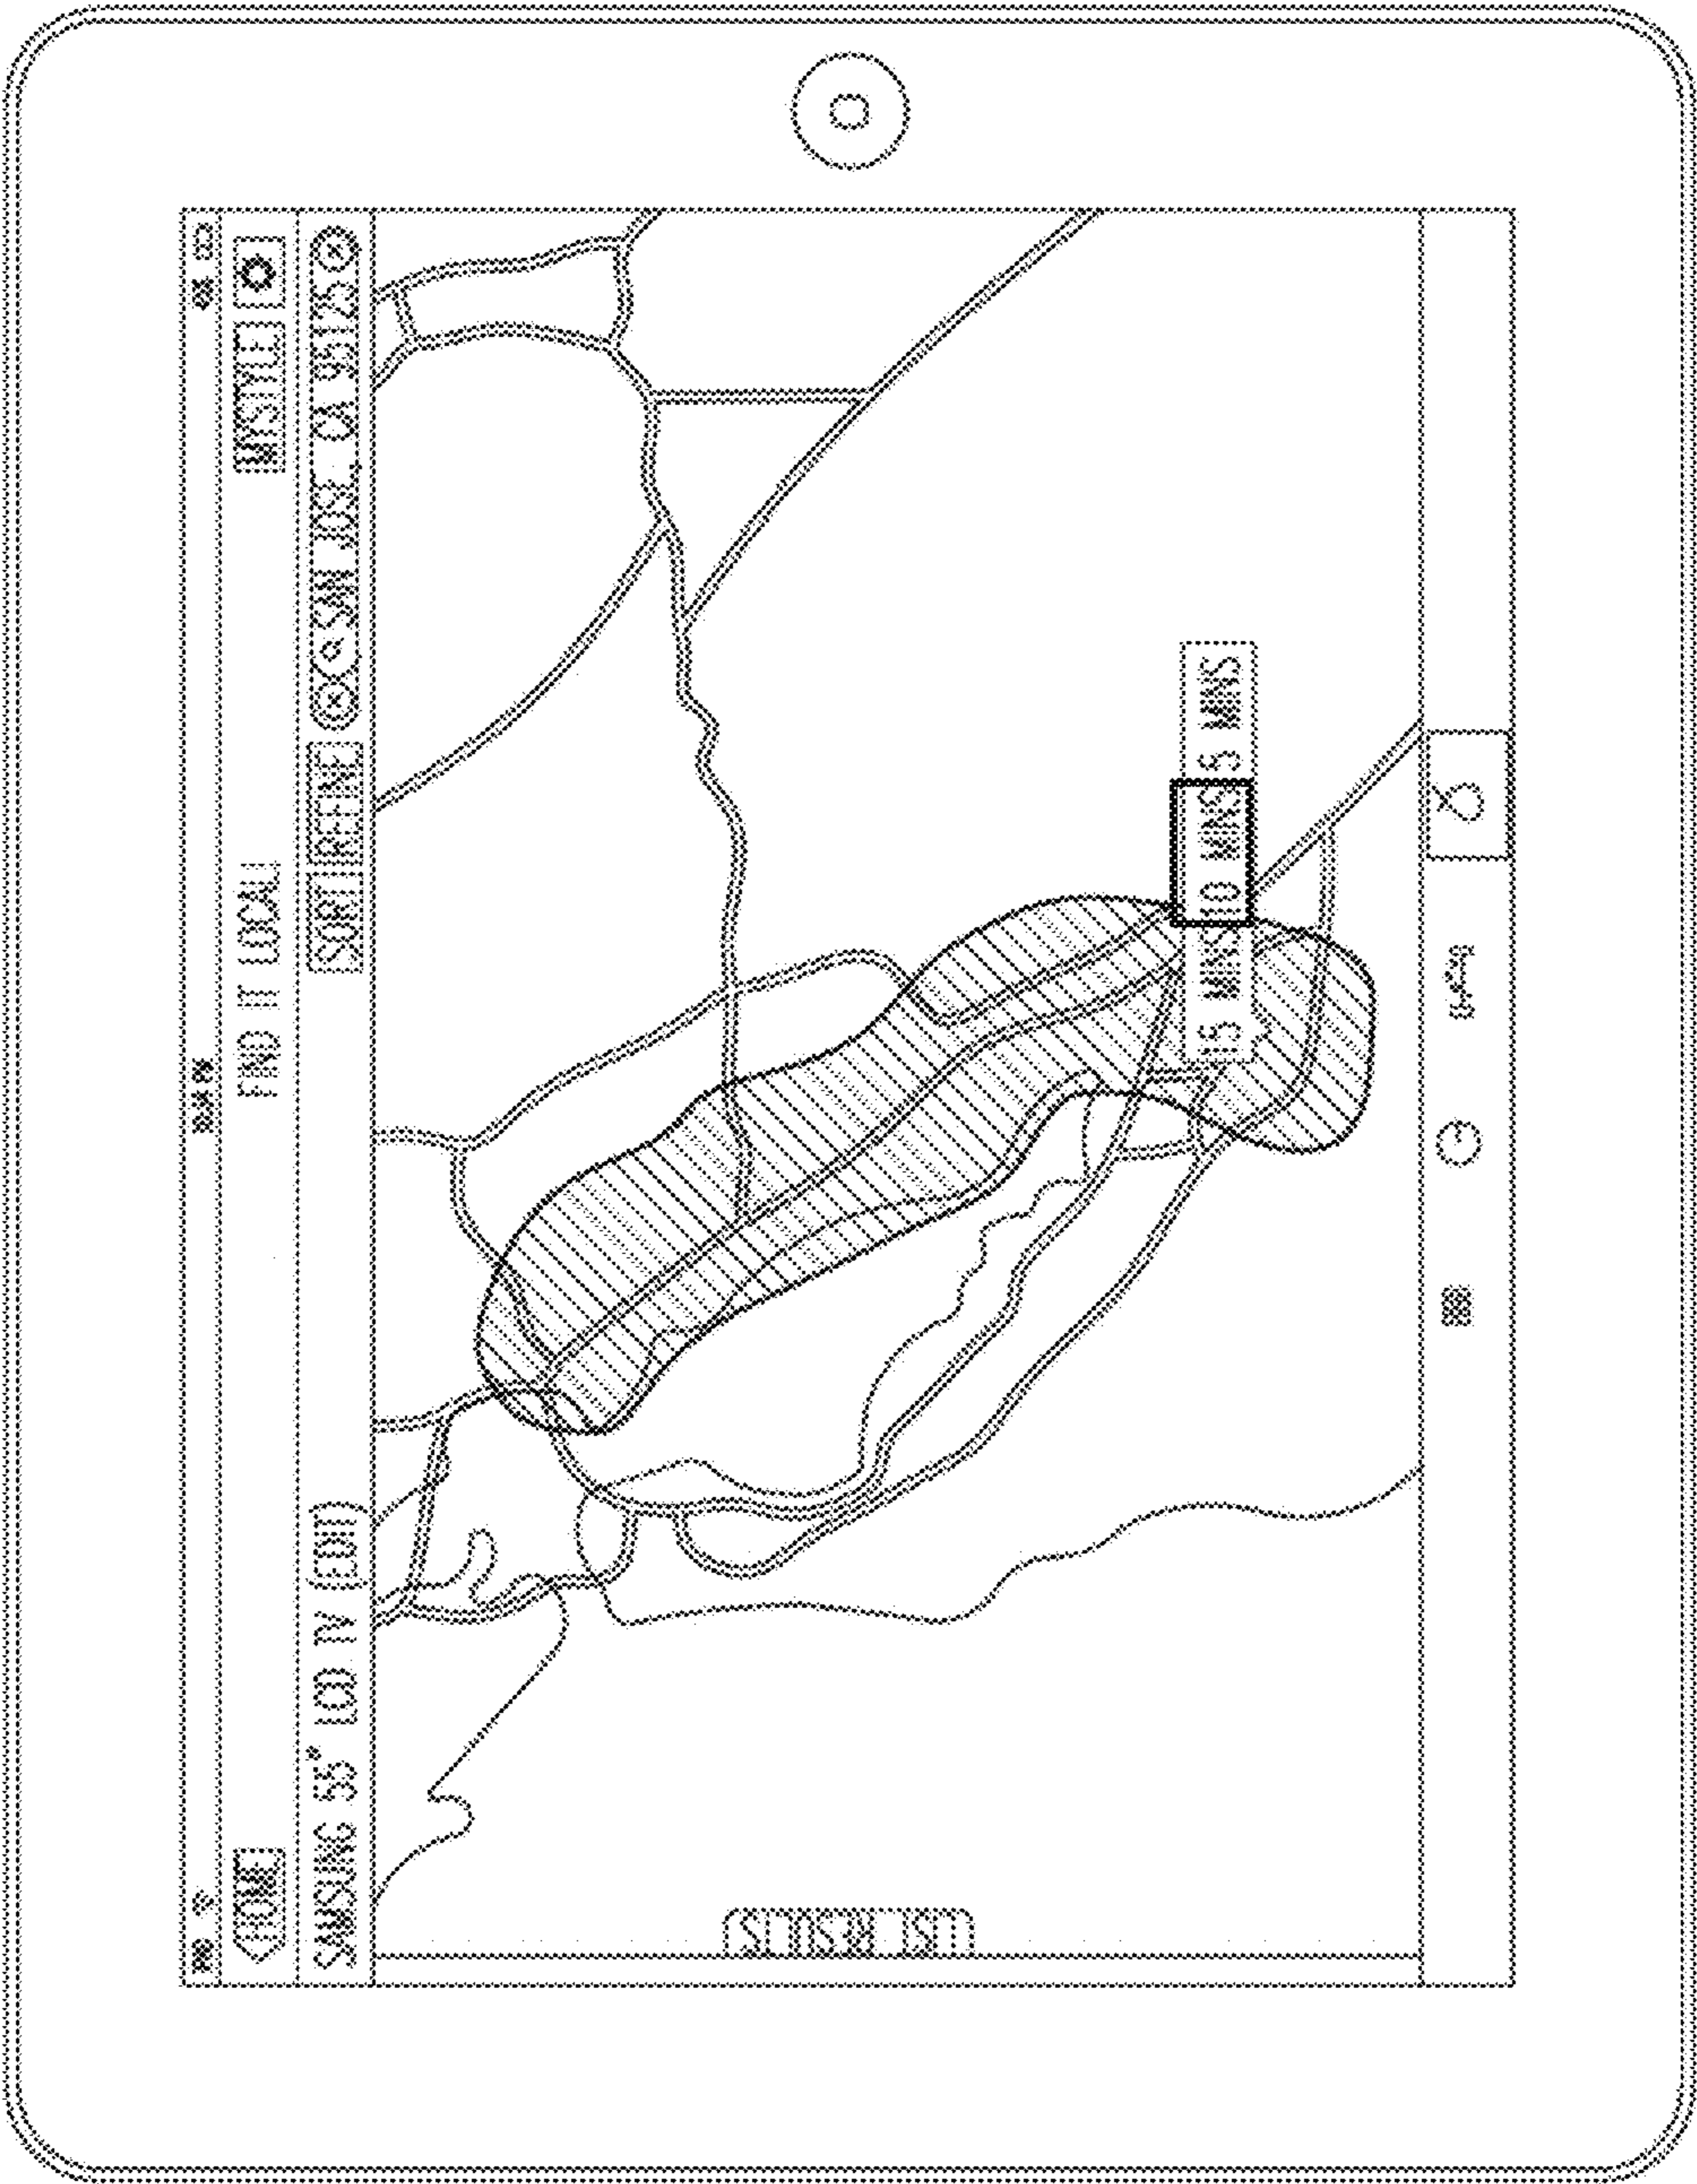 HOME FIND IT LOCAL MYSTYLE
SAMSUNG 55" LCD TV EDIT SORT REFINE SAN JOSE, CA 95125
15 MINS 10 MINS 5 MINS
LIST RESULTS